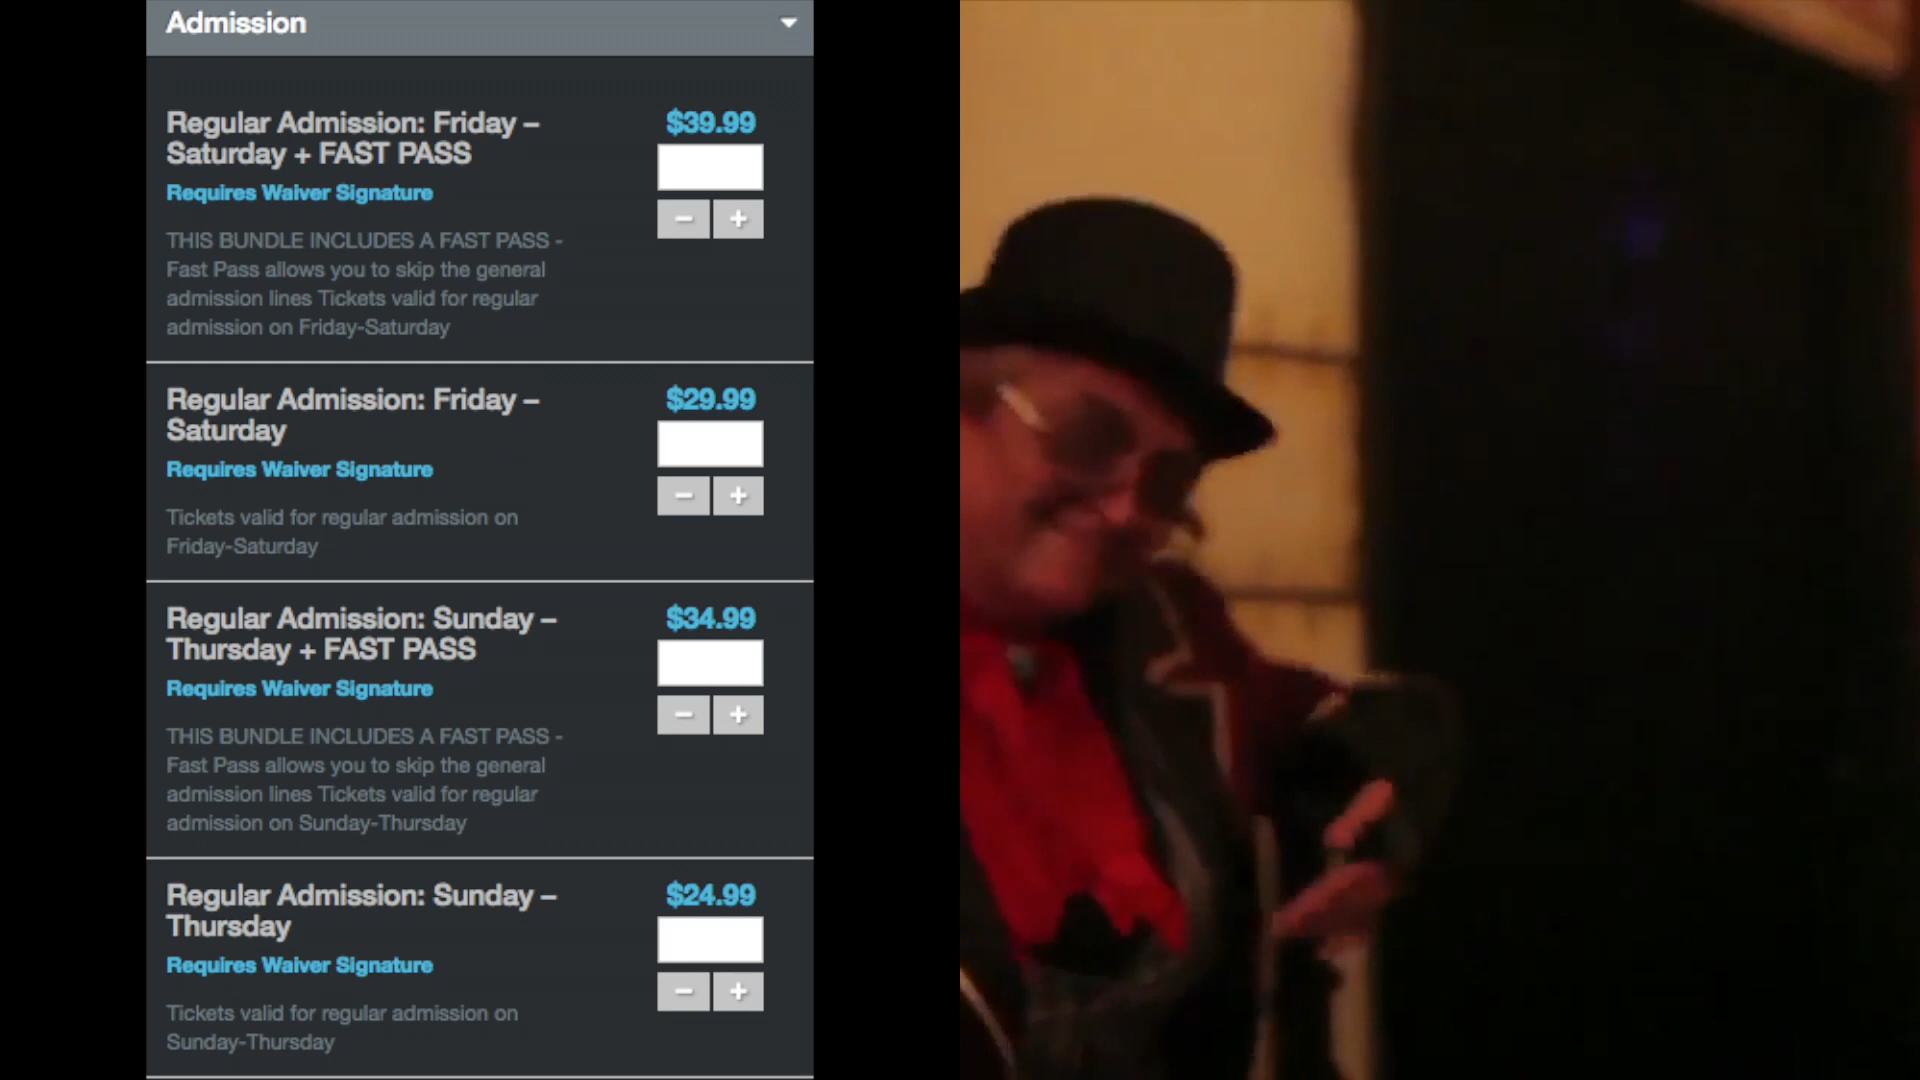 Admission
Regular Admission: Friday –
Saturday + FAST PASS
$39.99
Requires Waiver Signature
THIS BUNDLE INCLUDES A FAST PASS -
Fast Pass allows you to skip the general
admission lines Tickets valid for regular
admission on Friday-Saturday
Regular Admission: Friday –
Saturday
$29.99
Requires Waiver Signature
Tickets valid for regular admission on
Friday-Saturday
Regular Admission: Sunday –
Thursday + FAST PASS
$34.99
Requires Waiver Signature
THIS BUNDLE INCLUDES A FAST PASS -
Fast Pass allows you to skip the general
admission lines Tickets valid for regular
admission on Sunday-Thursday
Regular Admission: Sunday –
Thursday
$24.99
Requires Waiver Signature
Tickets valid for regular admission on
Sunday-Thursday